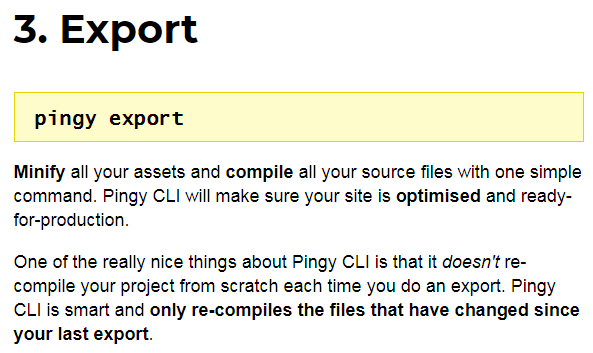 3. Export
pingy export
Minify all your assets and compile all your source files with one simple
command. Pingy CLI will make sure your site is optimised and ready-
for-production.
One of the really nice things about Pingy CLI is that it doesn't re-
compile your project from scratch each time you do an export. Pingy
CLI is smart and only re-compiles the files that have changed since
your last export.